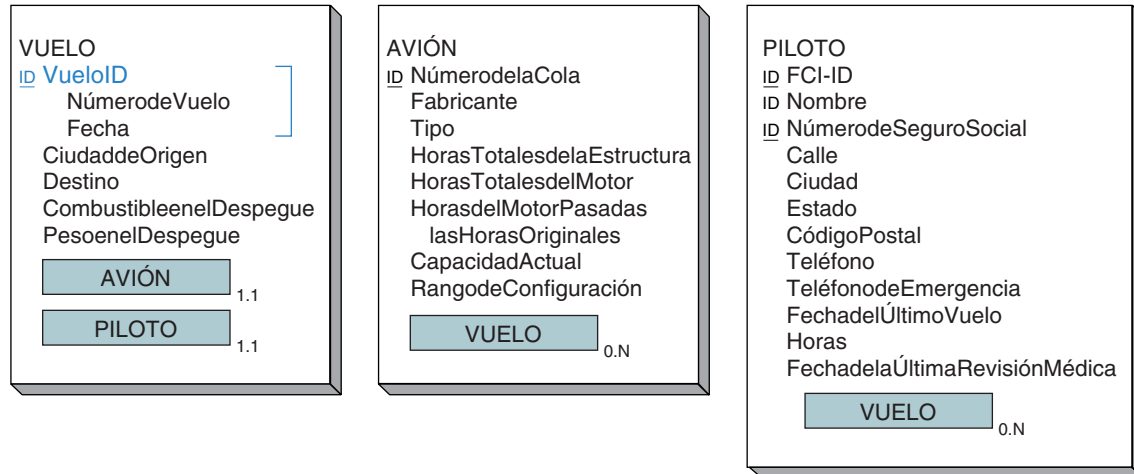 VUELO
ID VueloID
NúmerodeVuelo
Fecha
CiudaddeOrigen
Destino
CombustibleenelDespegue
PesoenelDespegue
AVIÓN
1.1
PILOTO
1.1
AVIÓN
ID NúmerodelaCola
Fabricante
Tipo
HorasTotalesdelaEstructura
HorasTotalesdelMotor
HorasdelMotorPasadas
lasHorasOriginales
CapacidadActual
RangodeConfiguración
VUELO
0.N
PILOTO
ID FCI-ID
ID Nombre
ID NúmerodeSeguroSocial
Calle
Ciudad
Estado
CódigoPostal
Teléfono
TeléfonodeEmergencia
FechadelÚltimoVuelo
Horas
FechadelaÚltimaRevisiónMédica
VUELO
0.N